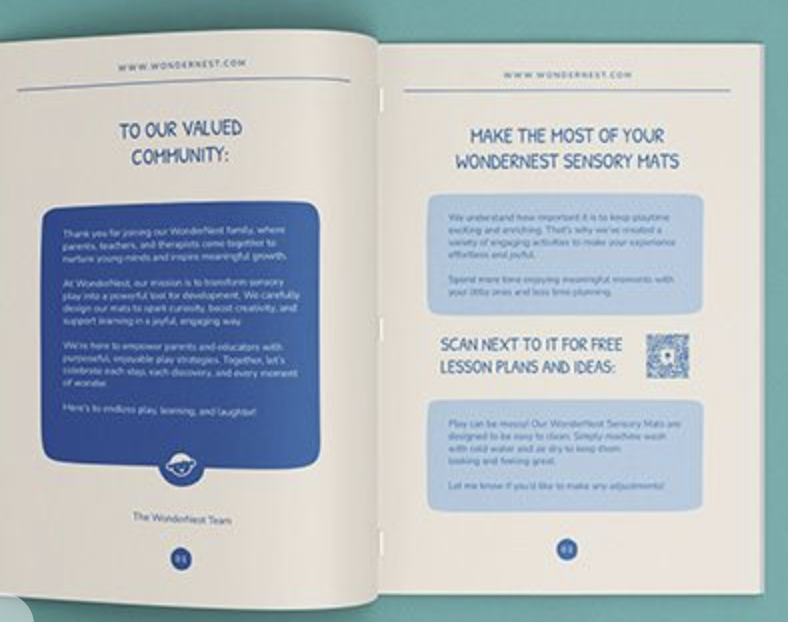 WWW.WONDERNEST.COM
TO OUR VALUED
COMMUNITY:
Thank you for joining our WonderNest family, where
parents, teachers, and therapists come together to
nurture young minds and inspire meaningful growth.
At WonderNest, our mission is to transform sensory
play into a powerful tool for development. We carefully
design our mats to spark curiosity, boost creativity, and
support learning in a joyful, engaging way.
We're here to empower parents and educators with
purposeful, enjoyable play strategies. Together, let's
celebrate each step, each discovery, and every moment
of wonder.
Here's to endless play, learning, and laughter!
The WonderNest Team
WWW.WONDERNEST.COM
MAKE THE MOST OF YOUR
WONDERNEST SENSORY MATS
We understand how important it is to keep playtime
exciting and enriching. That's why we've created a
variety of engaging activities to make your experience
effortless and joyful.
Spend more time enjoying meaningful moments with
your little ones and less time planning.
SCAN NEXT TO IT FOR FREE
LESSON PLANS AND IDEAS:
Play can be messy! Our WonderNest Sensory Mats are
designed to be easy to clean. Simply machine wash
with cold water and air dry to keep them
looking and feeling great.
Let me know if you'd like to make any adjustments!